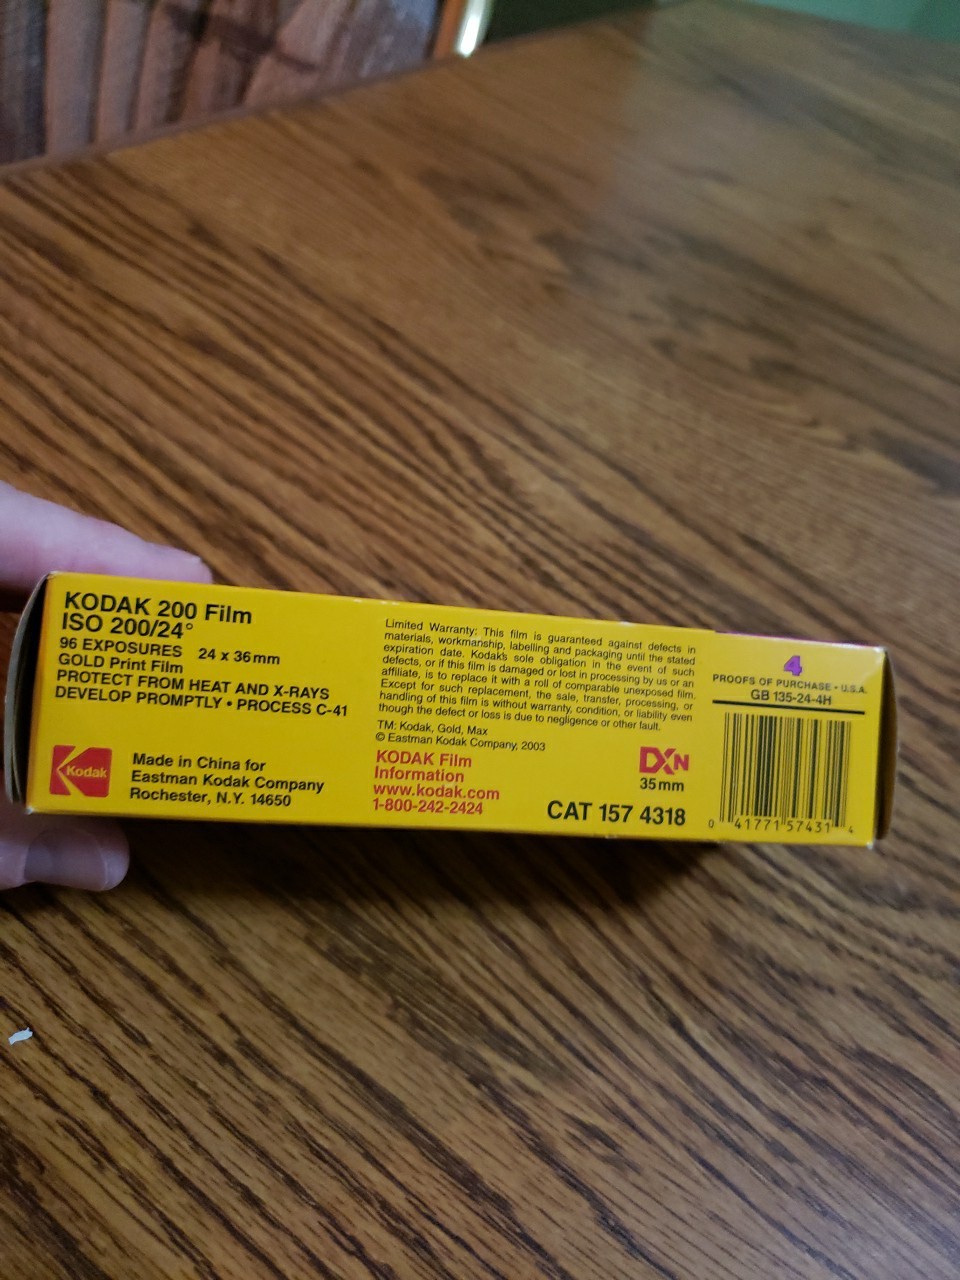 KODAK 200 Film
ISO 200/24°
96 EXPOSURES 24 x 36 mm
GOLD Print Film
PROTECT FROM HEAT AND X-RAYS
DEVELOP PROMPTLY • PROCESS C-41
Kodak
Made in China for
Eastman Kodak Company
Rochester, N.Y. 14650
Limited Warranty: This film is guaranteed against defects in
materials, workmanship, labelling and packaging until the stated
expiration date. Kodak's sole obligation in the event of such
defects, or if this film is damaged or lost in processing by us or an
affiliate, is to replace it with a roll of comparable unexposed film.
Except for such replacement, the sale, transfer, processing, or
handling of this film is without warranty, condition, or liability even
though the defect or loss is due to negligence or other fault.
TM: Kodak, Gold, Max
© Eastman Kodak Company, 2003
KODAK Film
Information
www.kodak.com
1-800-242-2424
DXN
35 mm
CAT 157 4318
4
PROOFS OF PURCHASE • U.S.A.
GB 135-24-4H
0 41771 57431 4